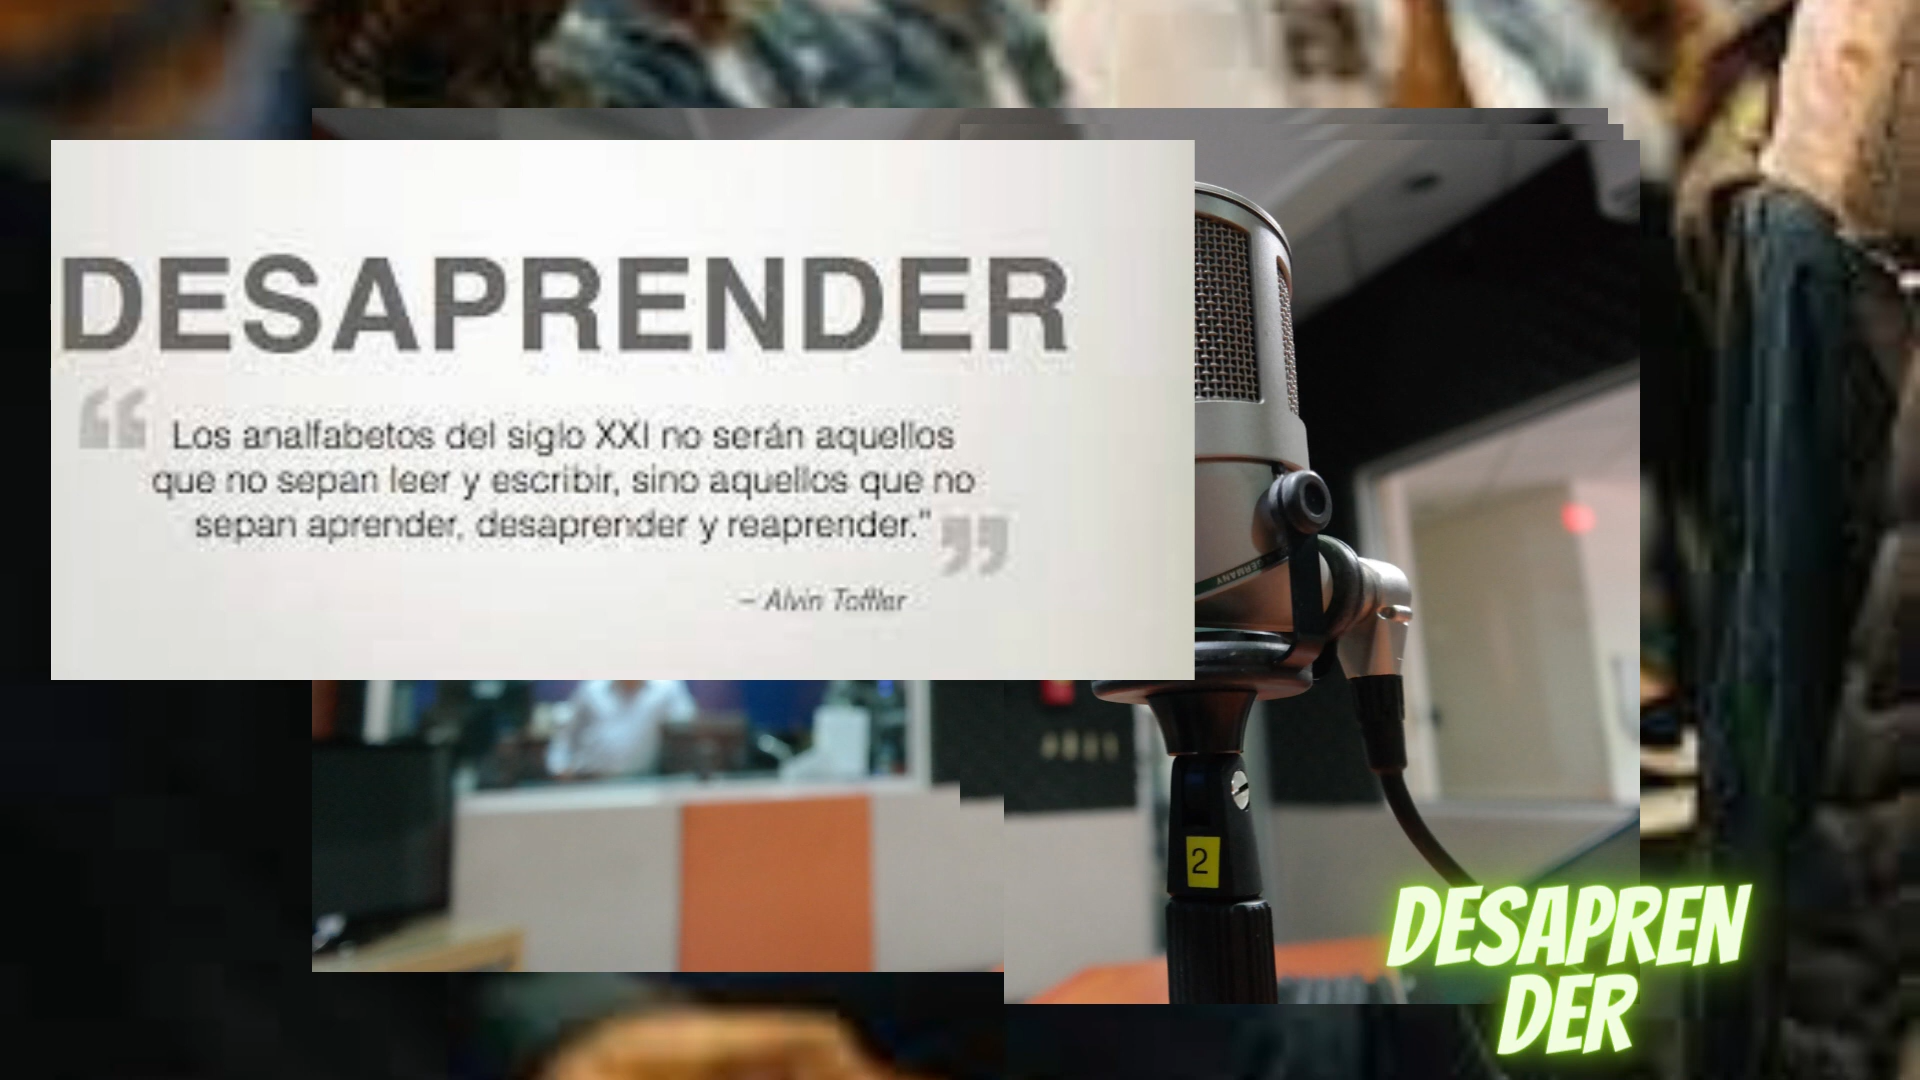 DESAPRENDER
“ Los analfabetos del siglo XXI no serán aquellos
que no sepan leer y escribir, sino aquellos que no
sepan aprender, desaprender y reaprender." ”
– Alvin Toffler
GERMANY
2
DESAPREN
DER